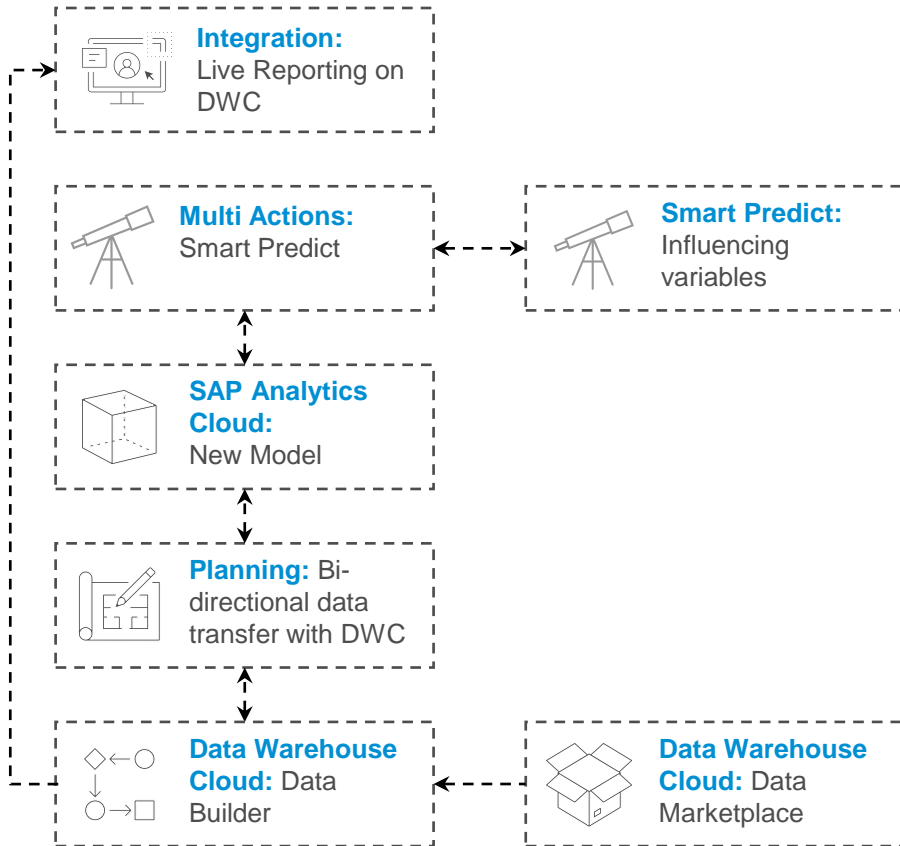 Integration:
Live Reporting on
DWC
Multi Actions:
Smart Predict
Smart Predict:
Influencing
variables
SAP Analytics
Cloud:
New Model
Planning: Bi-
directional data
transfer with DWC
Data Warehouse
Cloud: Data
Builder
Data Warehouse
Cloud: Data
Marketplace